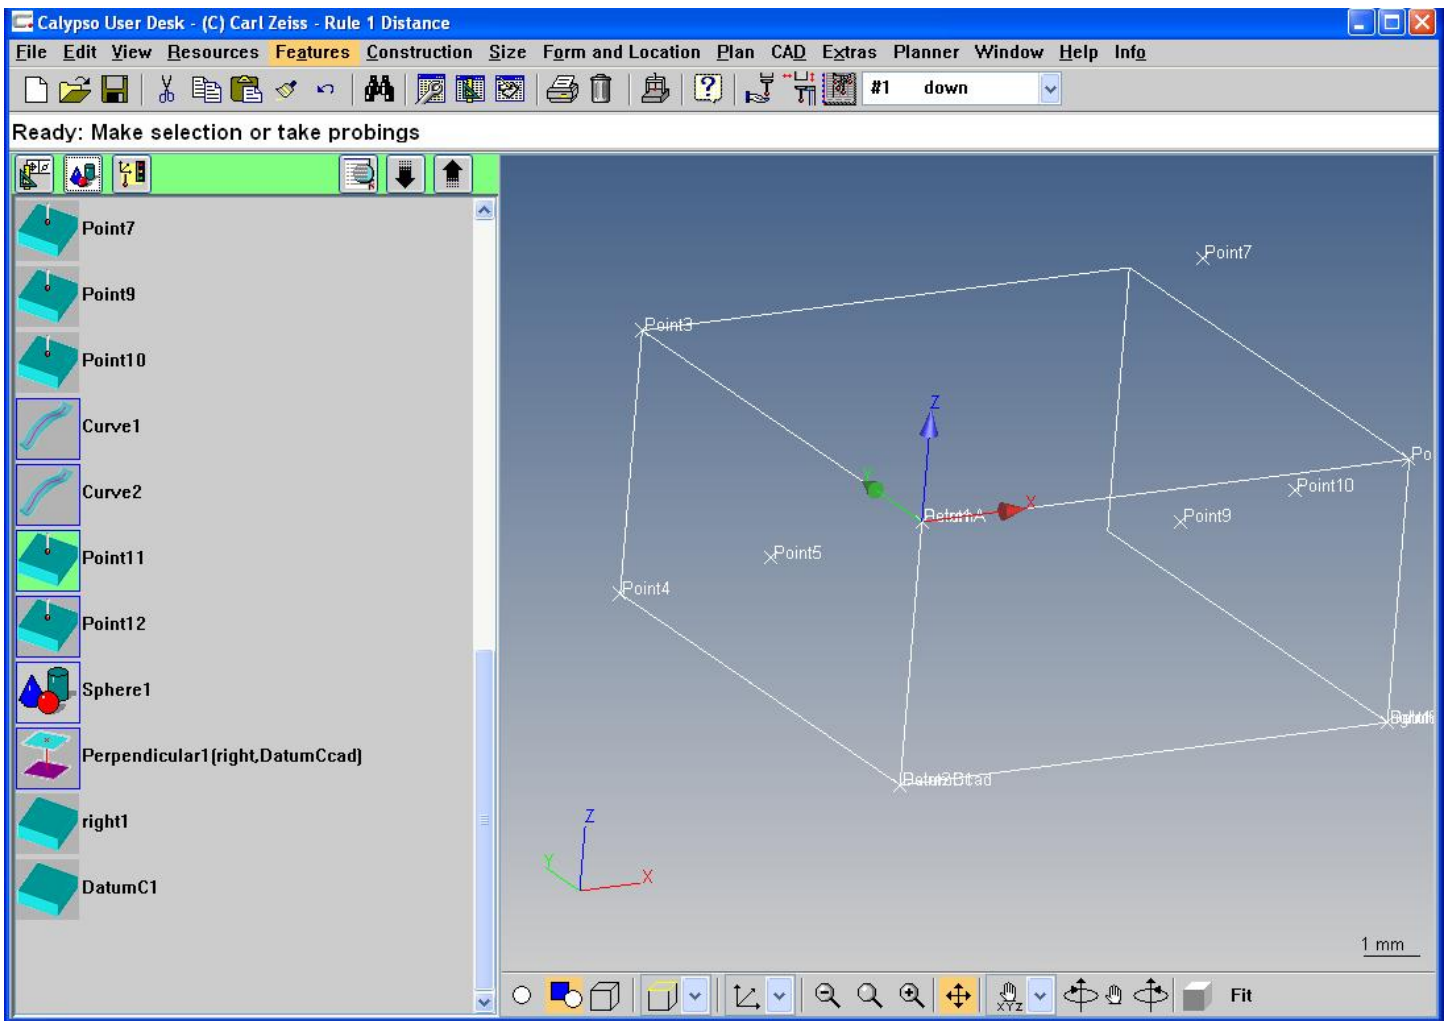 Calypso User Desk - (C) Carl Zeiss - Rule 1 Distance
File Edit View Resources Features Construction Size Form and Location Plan CAD Extras Planner Window Help Info
#1 down
Ready: Make selection or take probings
Point7
Point9
Point10
Curve1
Curve2
Point11
Point12
Sphere1
Perpendicular1(right,DatumCcad)
right1
DatumC1
Point7
Point3
Z
Y
X
Po
Point10
Point9
Point5
Point4
Z
Y
X
1 mm
XYZ
Fit